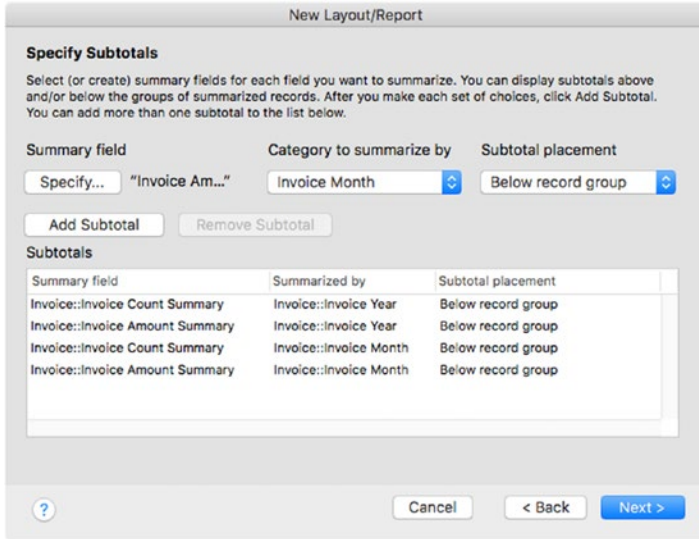 New Layout/Report
Specify Subtotals
Select (or create) summary fields for each field you want to summarize. You can display subtotals above
and/or below the groups of summarized records. After you make each set of choices, click Add Subtotal.
You can add more than one subtotal to the list below.
Summary field Category to summarize by Subtotal placement
Specify... "Invoice Am..." Invoice Month Below record group
Add Subtotal Remove Subtotal
Subtotals
Summary field Summarized by Subtotal placement
Invoice::Invoice Count Summary Invoice::Invoice Year Below record group
Invoice::Invoice Amount Summary Invoice::Invoice Year Below record group
Invoice::Invoice Count Summary Invoice::Invoice Month Below record group
Invoice::Invoice Amount Summary Invoice::Invoice Month Below record group
? Cancel < Back Next >